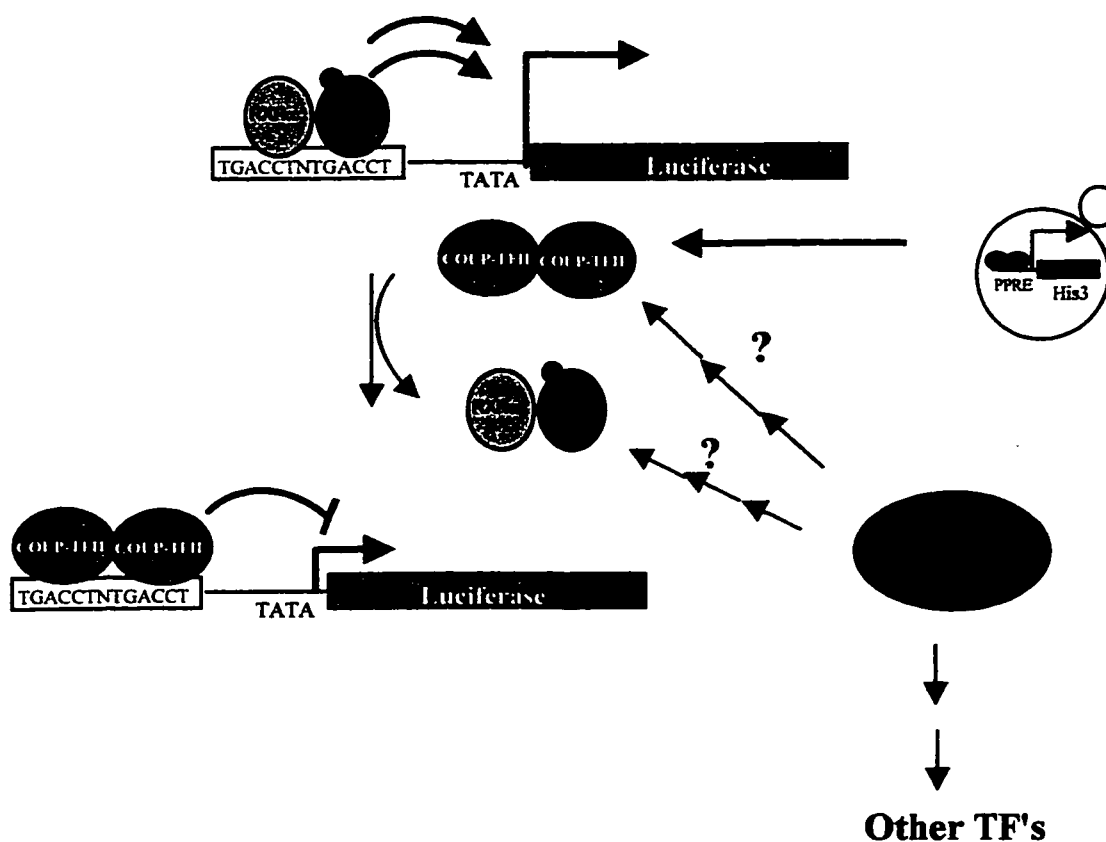 TGACCTNTGACCT
TATA
Luciferase
COUP-TFII COUP-TFII
PPRE
His3
?
?
COUP-TFII COUP-TFII
TGACCTNTGACCT
TATA
Luciferase
Other TF's